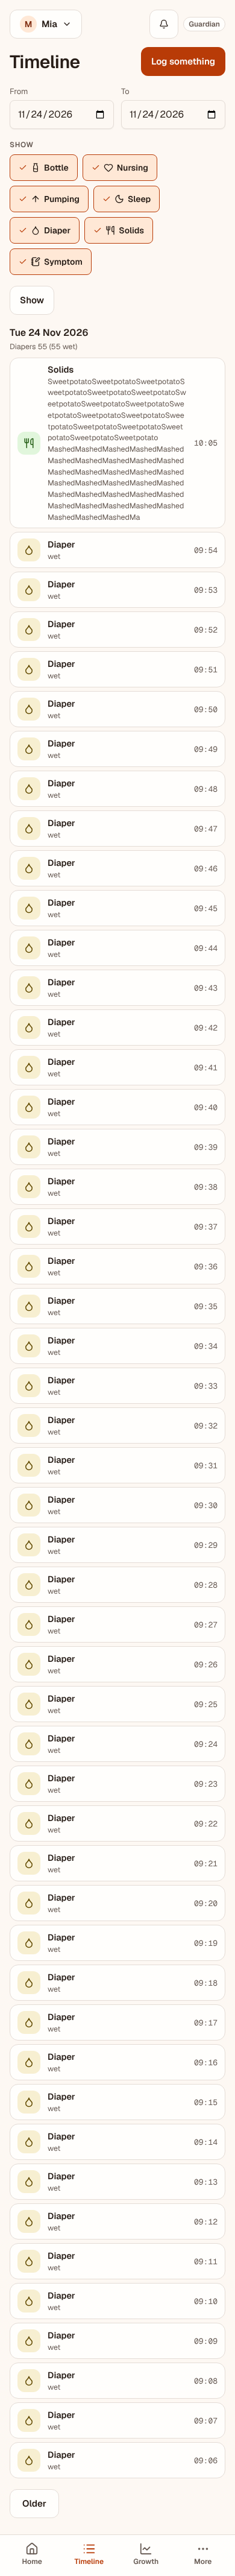 M Mia
Guardian
Timeline
Log something
From
To
11/24/2026
11/24/2026
SHOW
Bottle
Nursing
Pumping
Sleep
Diaper
Solids
Symptom
Show
Tue 24 Nov 2026
Diapers 55 (55 wet)
Solids
SweetpotatoSweetpotatoSweetpotatoS
weetpotatoSweetpotatoSweetpotatoSw
eetpotatoSweetpotatoSweetpotatoSwe
etpotatoSweetpotatoSweetpotatoSwee
tpotatoSweetpotatoSweetpotatoSweet
potatoSweetpotatoSweetpotato
MashedMashedMashedMashedMashed
MashedMashedMashedMashedMashed
MashedMashedMashedMashedMashed
MashedMashedMashedMashedMashed
MashedMashedMashedMashedMashed
MashedMashedMashedMashedMashed
MashedMashedMashedMa
10:05
Diaper
wet
09:54
Diaper
wet
09:53
Diaper
wet
09:52
Diaper
wet
09:51
Diaper
wet
09:50
Diaper
wet
09:49
Diaper
wet
09:48
Diaper
wet
09:47
Diaper
wet
09:46
Diaper
wet
09:45
Diaper
wet
09:44
Diaper
wet
09:43
Diaper
wet
09:42
Diaper
wet
09:41
Diaper
wet
09:40
Diaper
wet
09:39
Diaper
wet
09:38
Diaper
wet
09:37
Diaper
wet
09:36
Diaper
wet
09:35
Diaper
wet
09:34
Diaper
wet
09:33
Diaper
wet
09:32
Diaper
wet
09:31
Diaper
wet
09:30
Diaper
wet
09:29
Diaper
wet
09:28
Diaper
wet
09:27
Diaper
wet
09:26
Diaper
wet
09:25
Diaper
wet
09:24
Diaper
wet
09:23
Diaper
wet
09:22
Diaper
wet
09:21
Diaper
wet
09:20
Diaper
wet
09:19
Diaper
wet
09:18
Diaper
wet
09:17
Diaper
wet
09:16
Diaper
wet
09:15
Diaper
wet
09:14
Diaper
wet
09:13
Diaper
wet
09:12
Diaper
wet
09:11
Diaper
wet
09:10
Diaper
wet
09:09
Diaper
wet
09:08
Diaper
wet
09:07
Diaper
wet
09:06
Older
Home
Timeline
Growth
More